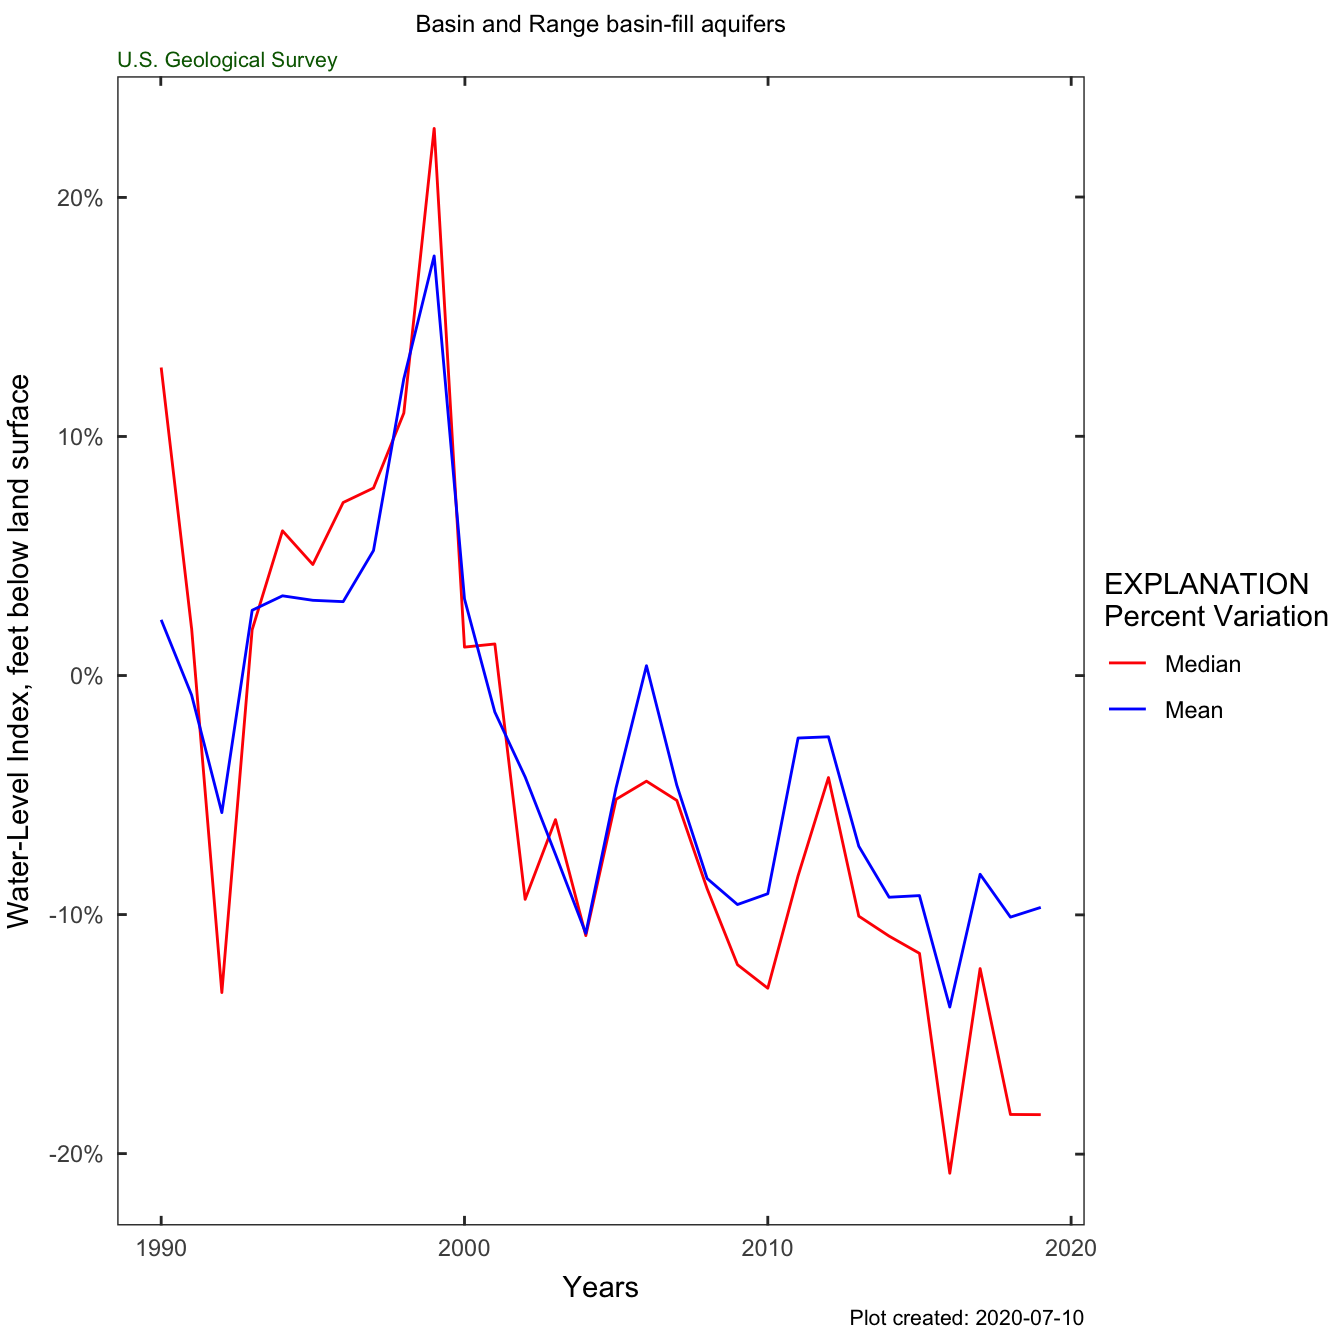 Basin and Range basin-fill aquifers
U.S. Geological Survey
Water-Level Index, feet below land surface
20%
10%
0%
-10%
-20%
1990 2000 2010 2020
Years
EXPLANATION
Percent Variation
Median
Mean
Plot created: 2020-07-10